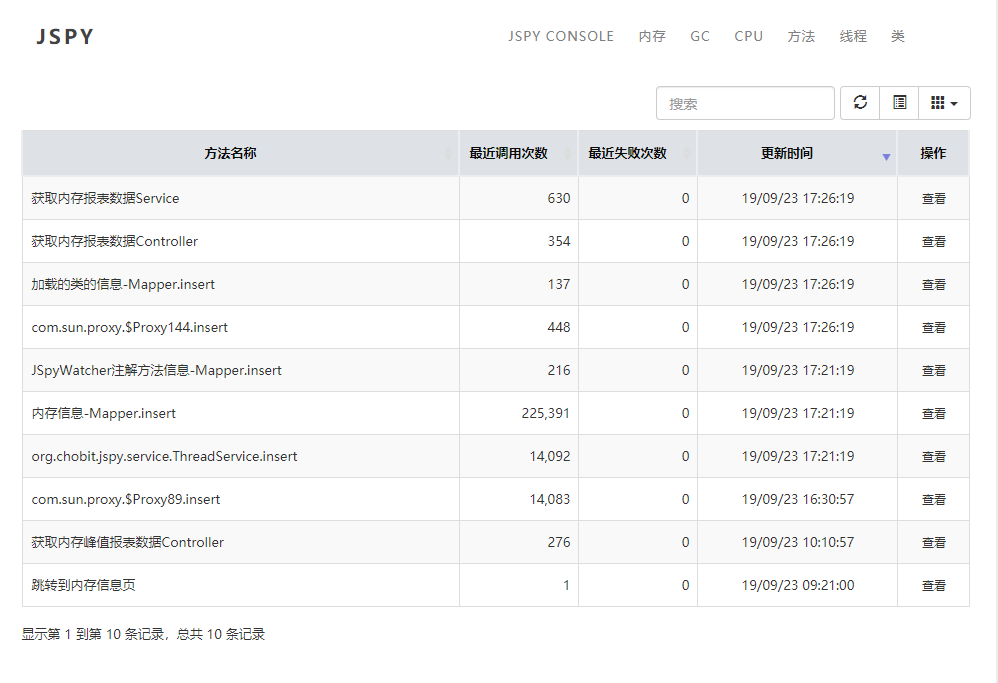 JSPY
JSPY CONSOLE 内存 GC CPU 方法 线程 类
搜索
方法名称 最近调用次数 最近失败次数 更新时间 操作
获取内存报表数据Service 630 0 19/09/23 17:26:19 查看
获取内存报表数据Controller 354 0 19/09/23 17:26:19 查看
加载的类的信息-Mapper.insert 137 0 19/09/23 17:26:19 查看
com.sun.proxy.$Proxy144.insert 448 0 19/09/23 17:26:19 查看
JSpyWatcher注解方法信息-Mapper.insert 216 0 19/09/23 17:21:19 查看
内存信息-Mapper.insert 225,391 0 19/09/23 17:21:19 查看
org.chobit.jspy.service.ThreadService.insert 14,092 0 19/09/23 17:21:19 查看
com.sun.proxy.$Proxy89.insert 14,083 0 19/09/23 16:30:57 查看
获取内存峰值报表数据Controller 276 0 19/09/23 10:10:57 查看
跳转到内存信息页 1 0 19/09/23 09:21:00 查看
显示第 1 到第 10 条记录，总共 10 条记录